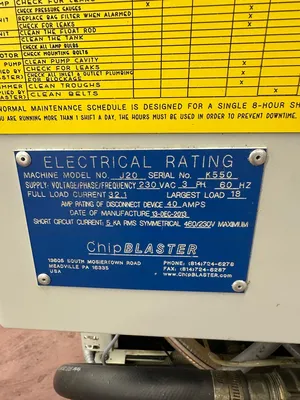 CHECK FOR LEAKS X
CHECK PRESSURE GAUGES X
REPLACE BAG FILTER WHEN ALARMED
CHECK FOR LEAKS X
CLEAN THE FLOAT ROD
CLEAN THE TANK
CHECK ALL LAMP BULBS
CHECK MOUNTING BOLTS
PUMP CLEAN PUMP CAVITY X
CHECK FOR LEAKS X
CHECK ALL INLET & OUTLET PLUMBING X
FOR BLOCKAGE
CLEAN TROUGHS X
CLEAN BELTS X
NORMAL MAINTENANCE SCHEDULE IS DESIGNED FOR A SINGLE 8-HOUR
YOU ARE RUNNING MORE THAN 1 SHIFT A DAY, THE HOURS MUST BE USED IN ORDER TO PREVENT DOWNTIME.
ELECTRICAL RATING
MACHINE MODEL NO. J20 SERIAL No. K550
SUPPLY: VOLTAGE/PHASE/FREQUENCY 230 VAC 3 PH 60 HZ
FULL LOAD CURRENT 32.1 LARGEST LOAD 18
AMP RATING OF DISCONNECT DEVICE 40 AMPS
DATE OF MANUFACTURE 13-DEC-2013
SHORT CIRCUIT CURRENT: 5 KA RMS SYMMETRICAL 460/230V MAXIMUM
ChipBLASTER
13605 SOUTH MOSIERTOWN ROAD
MEADVILLE PA 16335
USA
PHONE: (814)724-6278
FAX: (814)724-6287
www.ChipBLASTER.com